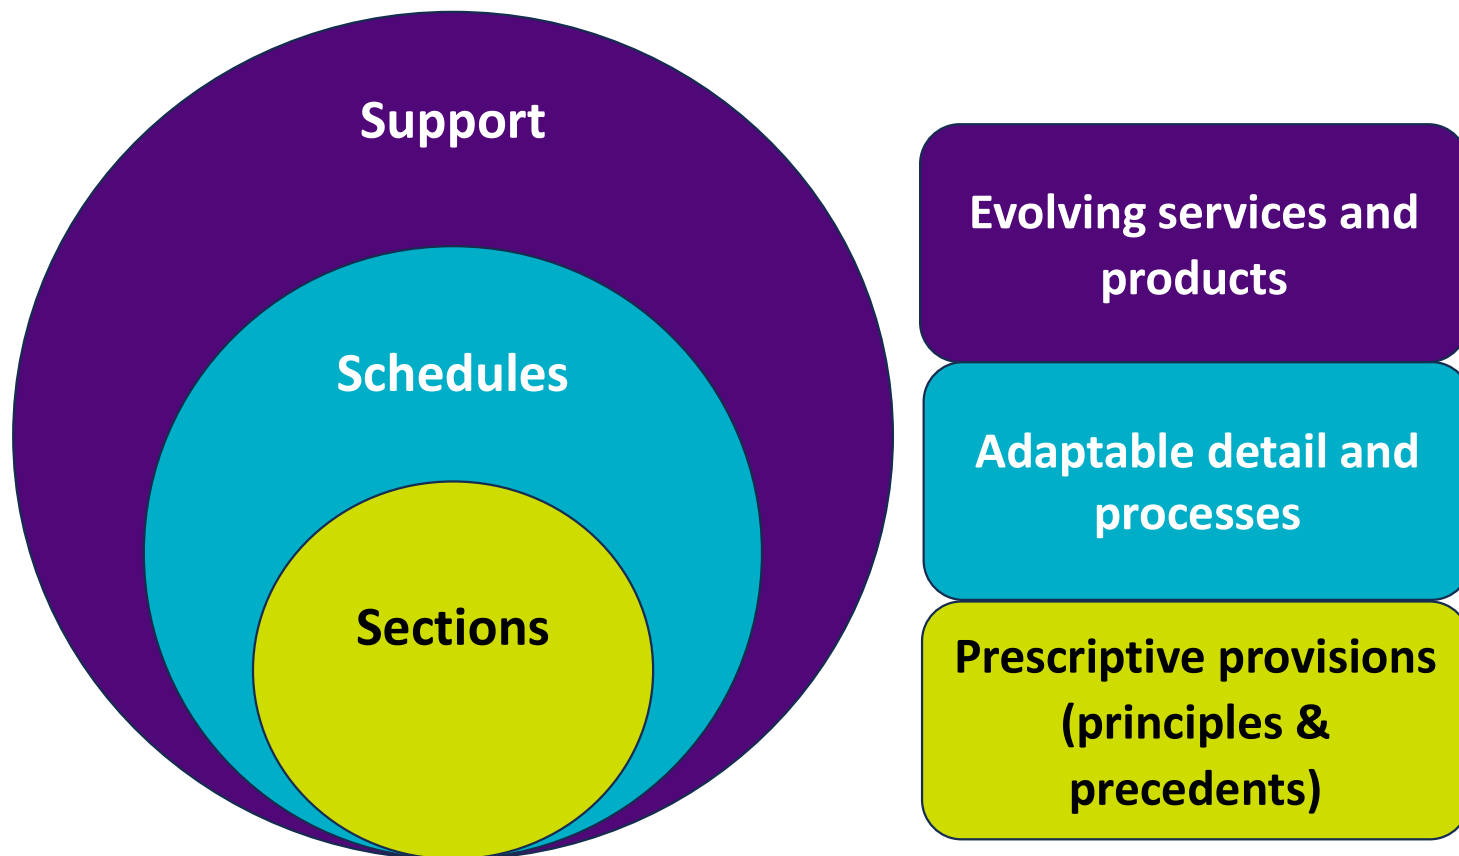 Support
Schedules
Sections
Evolving services and
products
Adaptable detail and
processes
Prescriptive provisions
(principles &
precedents)